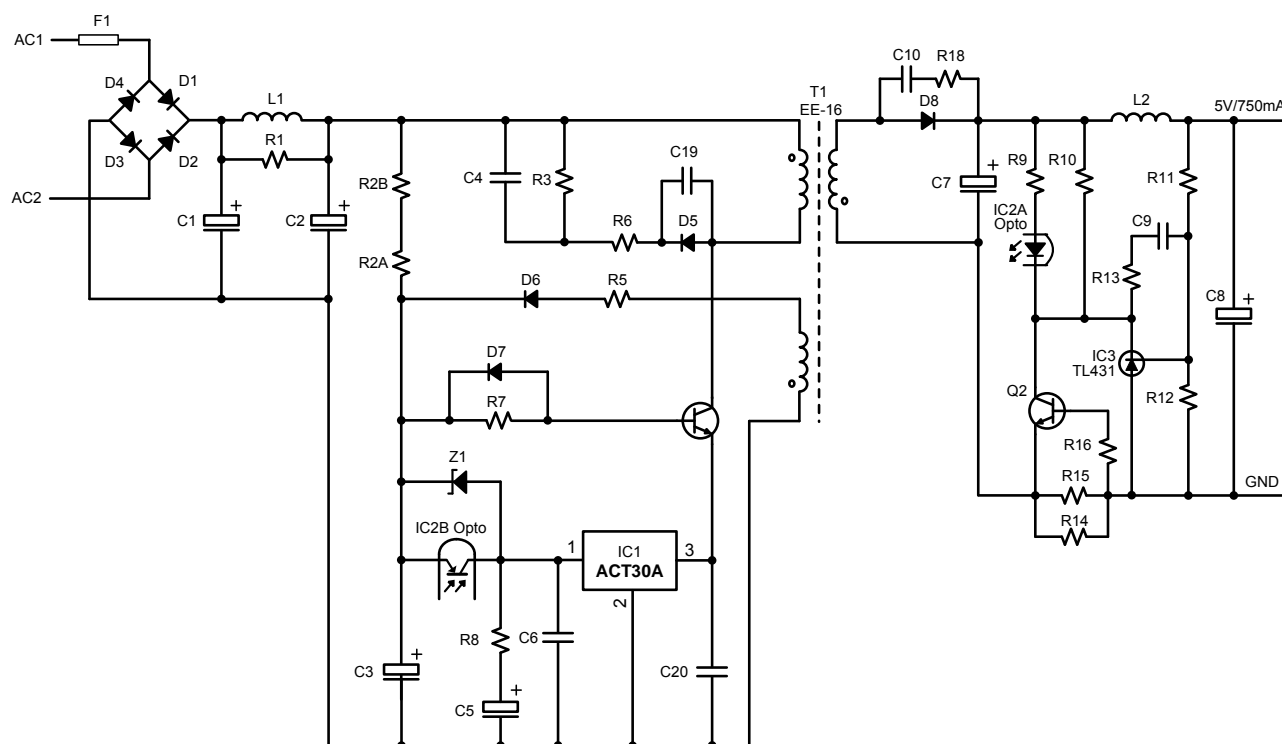 F1
AC1
D4
D1
D3
D2
AC2
L1
R1
C1
+
C2
+
R2B
R2A
C4
R3
C19
R6
D5
D6
R5
D7
R7
Z1
IC2B Opto
1
IC1
ACT30A
3
2
R8
C6
C3
+
C5
+
C20
T1
EE-16
C10
R18
D8
C7
+
R9
R10
IC2A
Opto
L2
5V/750mA
R11
C9
R13
C8
+
IC3
TL431
R12
Q2
R16
R15
R14
GND